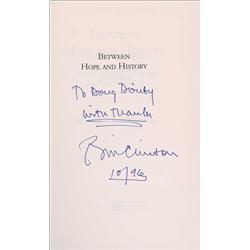 BETWEEN
HOPE AND HISTORY
To Doug
with thanks
Bill Clinton
10/96